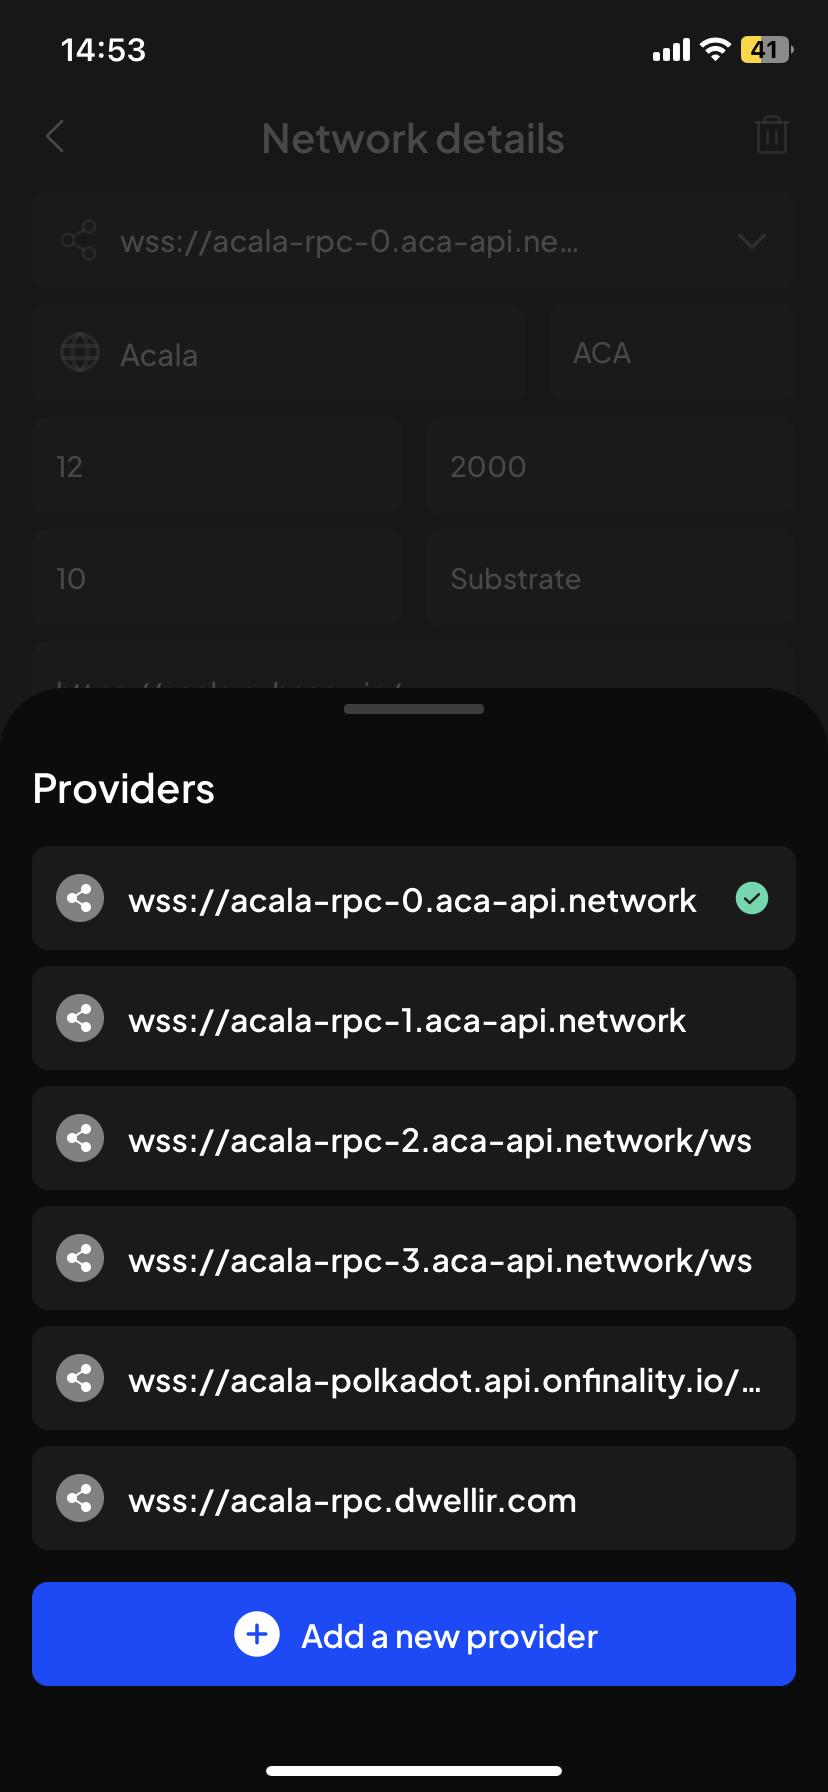 14:53
41
Network details
wss://acala-rpc-0.aca-api.ne...
Acala
ACA
12
2000
10
Substrate
Providers
wss://acala-rpc-0.aca-api.network
wss://acala-rpc-1.aca-api.network
wss://acala-rpc-2.aca-api.network/ws
wss://acala-rpc-3.aca-api.network/ws
wss://acala-polkadot.api.onfinality.io/...
wss://acala-rpc.dwellir.com
Add a new provider